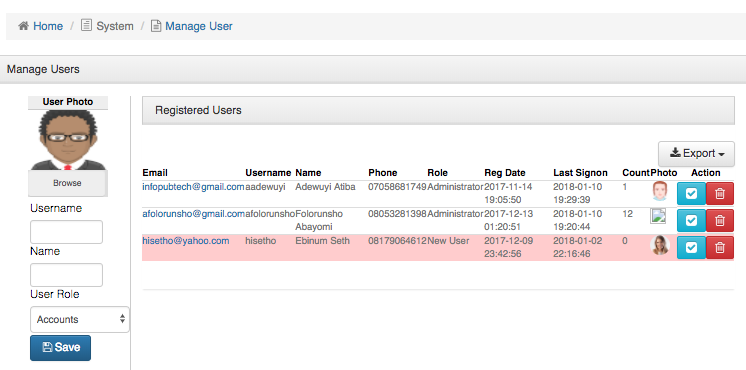 Home / System / Manage User
Manage Users
User Photo
Browse
Username
Name
User Role
Accounts
Save
Registered Users
Export
Email Username Name Phone Role Reg Date Last Signon Count Photo Action
infopubtech@gmail.com aadewuyi Adewuyi Atiba 07058681749 Administrator 2017-11-14 2018-01-10 1
19:05:50 19:29:39
afolorunsho@gmail.com afolorunsho Folorunsho 08053281398 Administrator 2017-12-13 2018-01-10 12
Abayomi 01:20:51 19:20:44
hisetho@yahoo.com hisetho Ebinum Seth 08179064612 New User 2017-12-09 2018-01-02 0
23:42:56 22:16:46